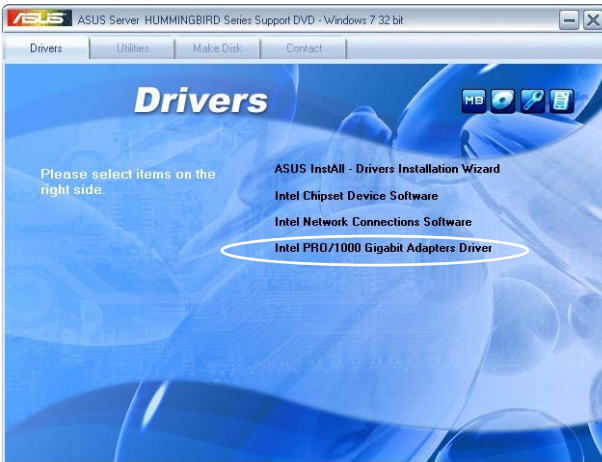 ASUS ASUS Server HUMMINGBIRD Series Support DVD - Windows 7 32 bit
Drivers Utilities Make Disk Contact
Drivers
MB
Please select items on the
right side.
ASUS InstAll - Drivers Installation Wizard
Intel Chipset Device Software
Intel Network Connections Software
Intel PRO/1000 Gigabit Adapters Driver